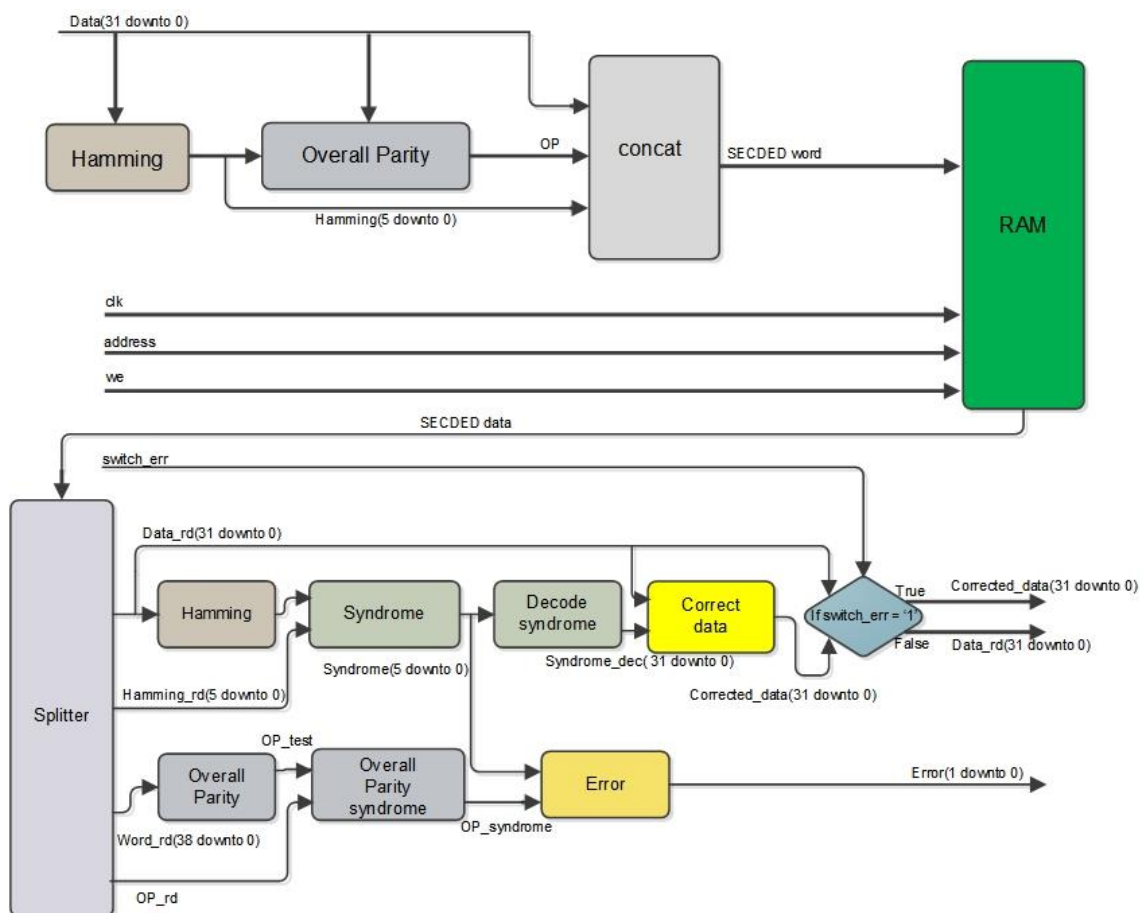 Data(31 downto 0)
Hamming
Overall Parity
OP
concat
SECDED word
RAM
Hamming(5 downto 0)
clk
address
we
SECDED data
switch_err
Data_rd(31 downto 0)
Splitter
Hamming
Syndrome
Decode
syndrome
Correct
data
If switch_err = '1'
True
False
Corrected_data(31 downto 0)
Data_rd(31 downto 0)
Syndrome(5 downto 0)
Syndrome_dec( 31 downto 0)
Hamming_rd(5 downto 0)
Corrected_data(31 downto 0)
OP_test
Overall
Parity
Overall
Parity
syndrome
Error
Error(1 downto 0)
OP_syndrome
Word_rd(38 downto 0)
OP_rd